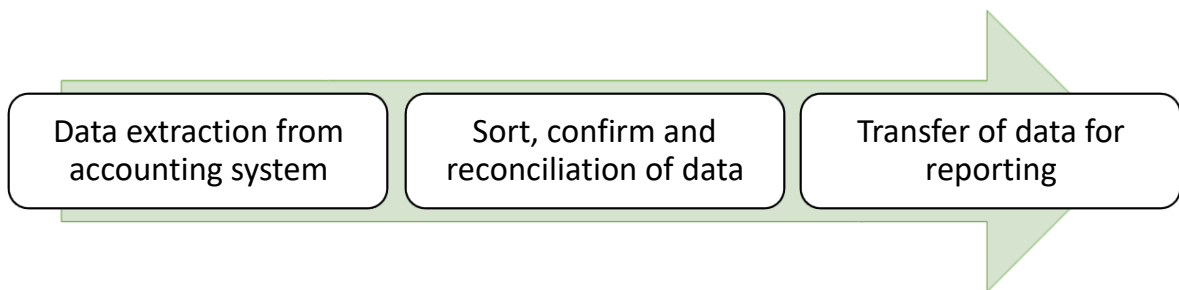 Data extraction from
accounting system
Sort, confirm and
reconciliation of data
Transfer of data for
reporting